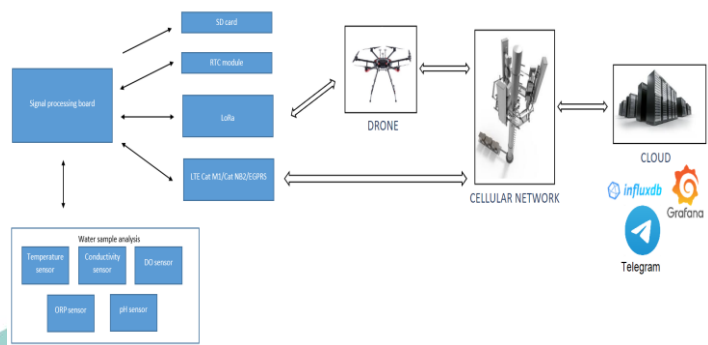 SD card
RTC module
Signal processing board
LoRa
LTE Cat M1/Cat NB2/EGPRS
DRONE
CELLULAR NETWORK
CLOUD
influxdb
Grafana
Telegram
Water sample analysis
Temperature
sensor
Conductivity
sensor
DO sensor
ORP sensor
pH sensor